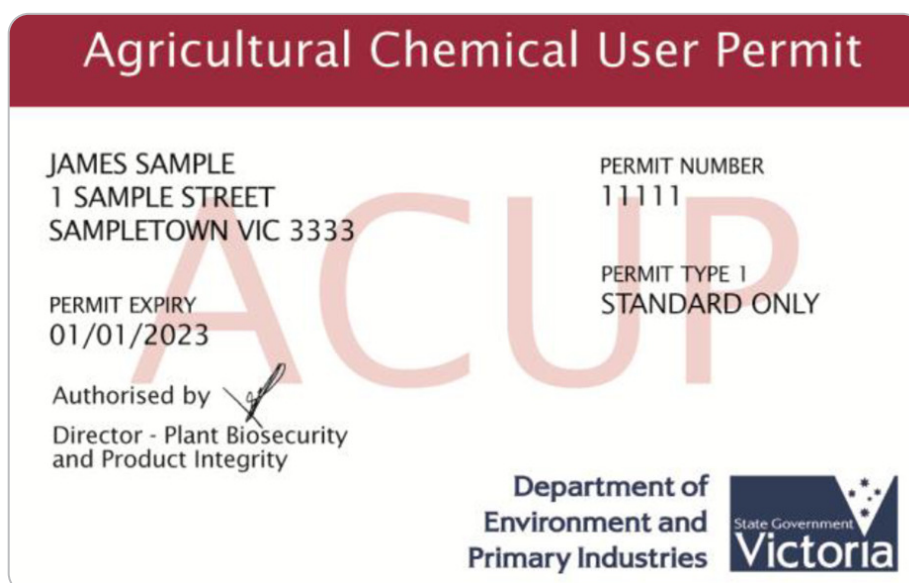 Agricultural Chemical User Permit
JAMES SAMPLE
1 SAMPLE STREET
SAMPLETOWN VIC 3333
PERMIT EXPIRY
01/01/2023
Authorised by
Director - Plant Biosecurity
and Product Integrity
PERMIT NUMBER
11111
PERMIT TYPE 1
STANDARD ONLY
ACUP
Department of
Environment and
Primary Industries
State Government
Victoria